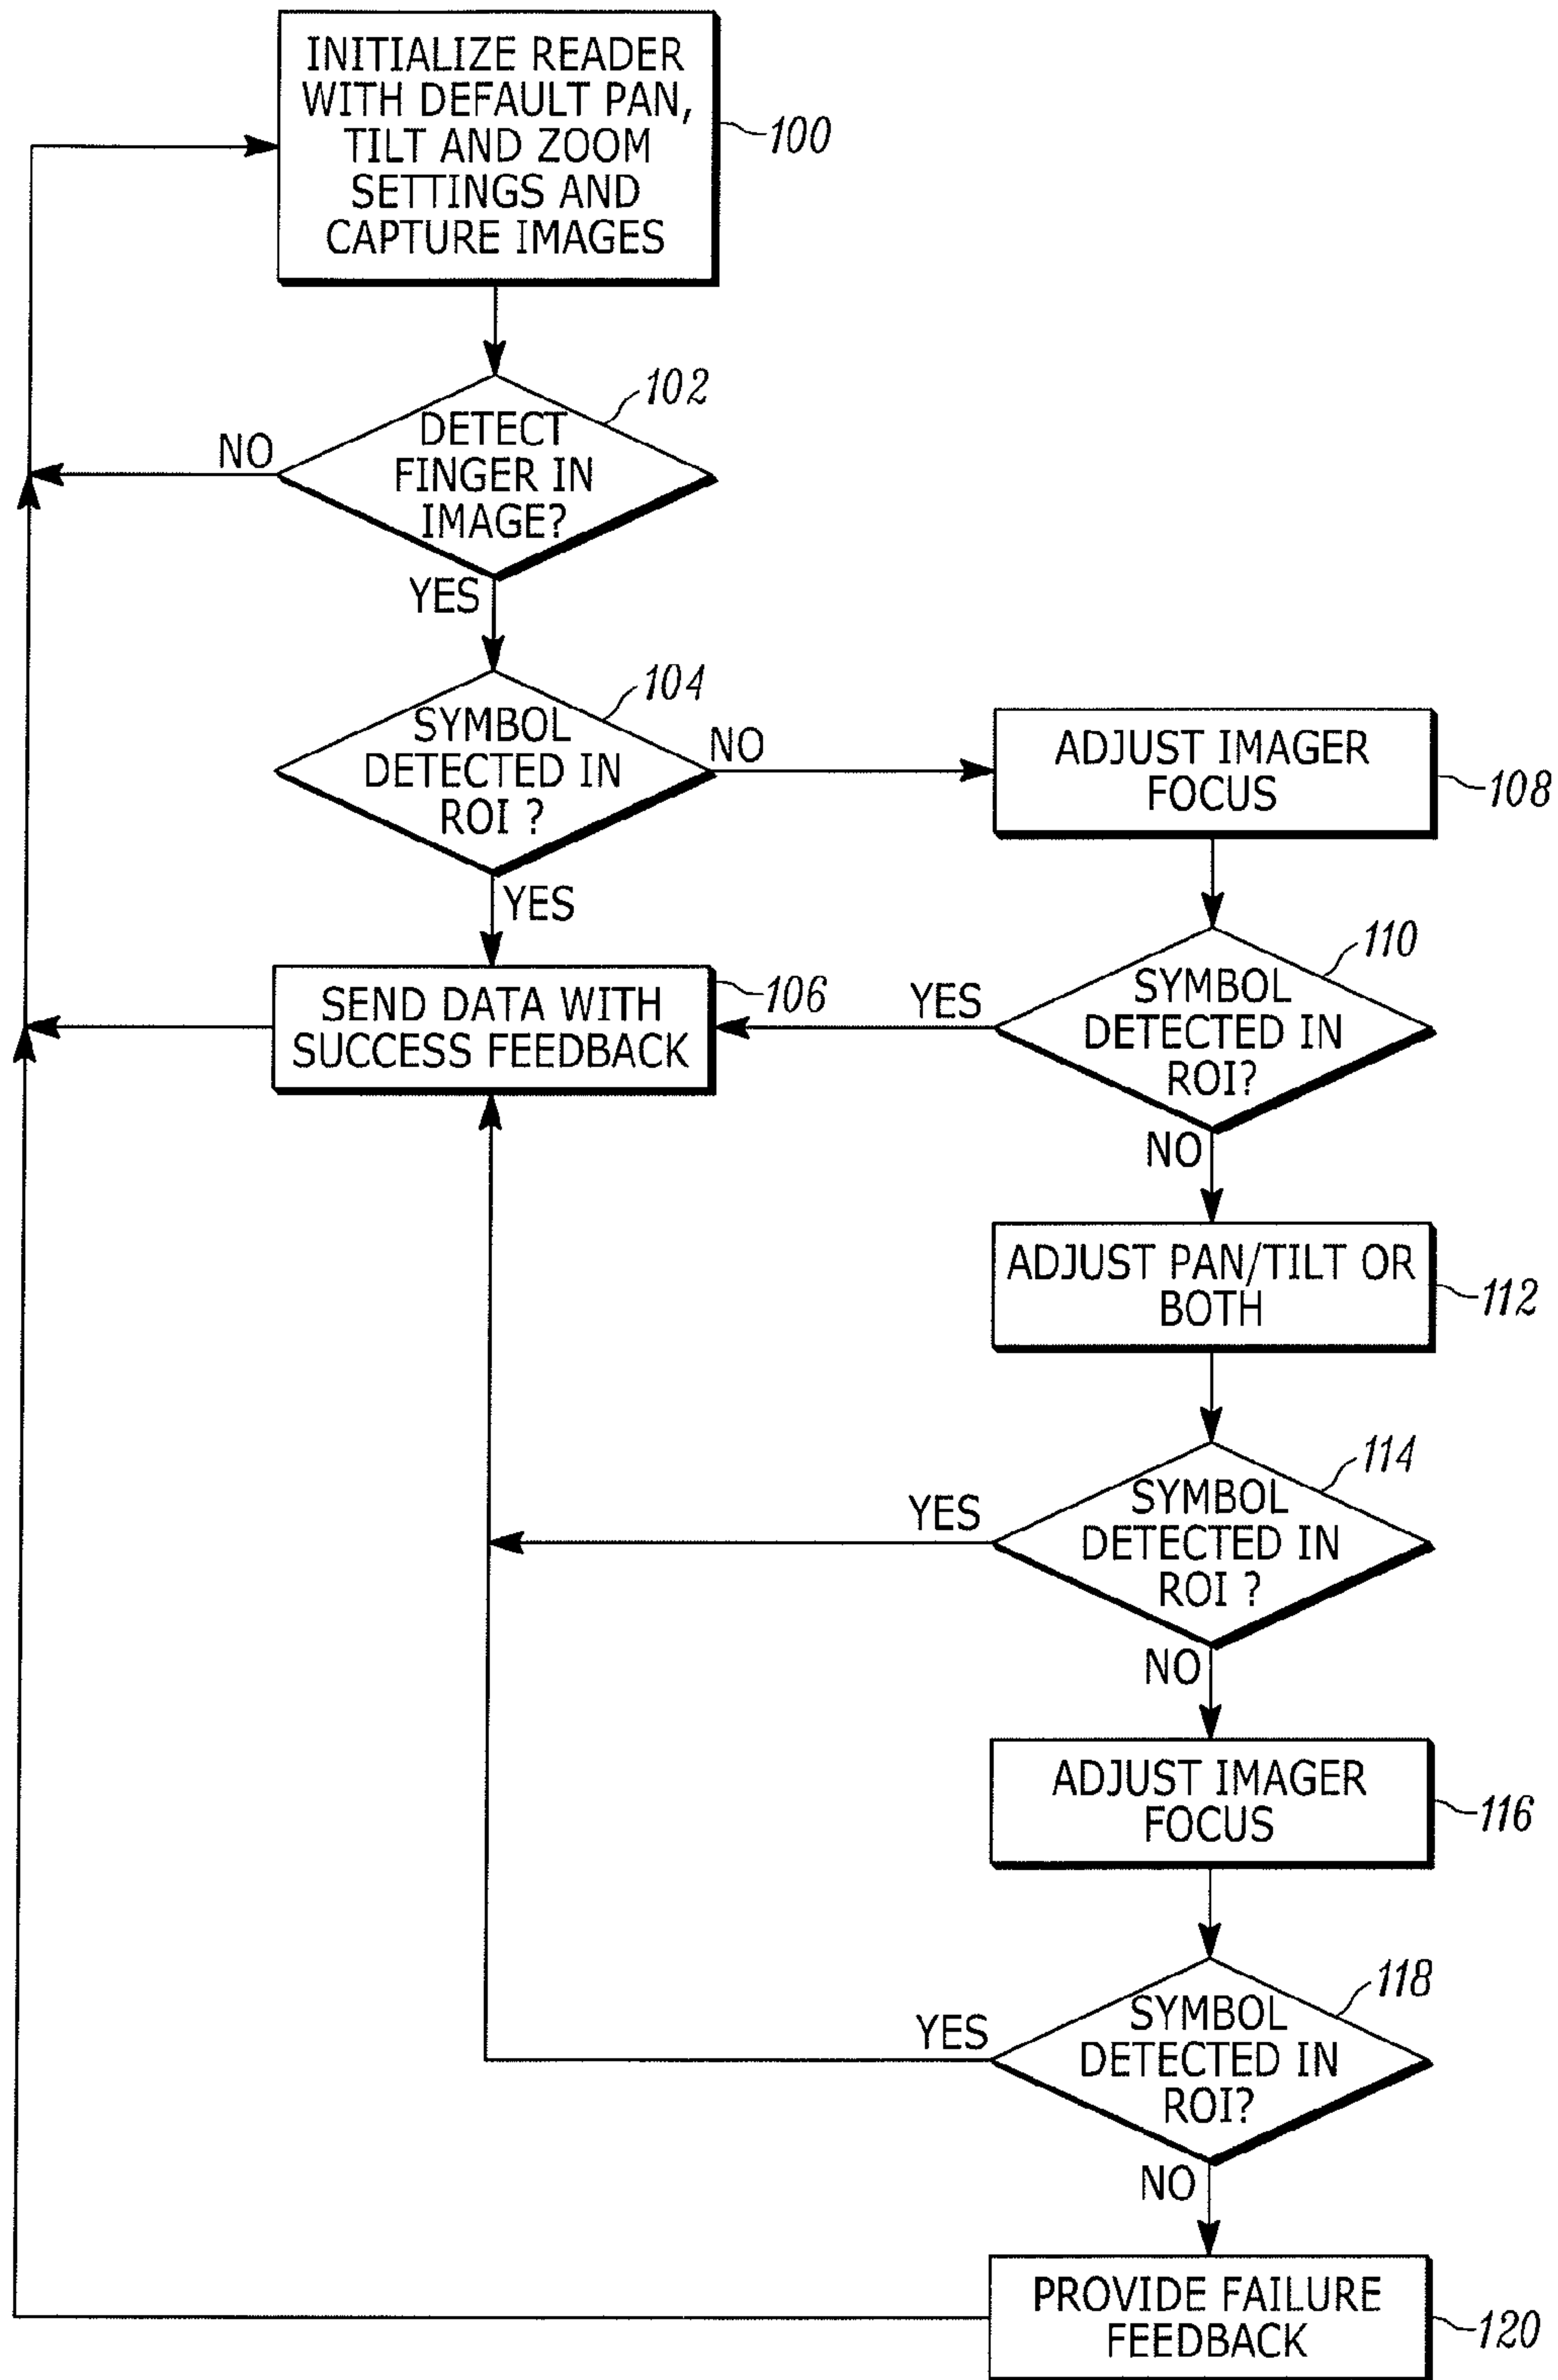 INITIALIZE READER
WITH DEFAULT PAN,
TILT AND ZOOM
SETTINGS AND
CAPTURE IMAGES
100
102
DETECT
FINGER IN
IMAGE?
NO
YES
104
SYMBOL
DETECTED IN
ROI ?
NO
YES
ADJUST IMAGER
FOCUS
108
SEND DATA WITH
SUCCESS FEEDBACK
106
110
SYMBOL
DETECTED IN
ROI?
YES
NO
ADJUST PAN/TILT OR
BOTH
112
114
SYMBOL
DETECTED IN
ROI ?
YES
NO
ADJUST IMAGER
FOCUS
116
118
SYMBOL
DETECTED IN
ROI?
YES
NO
PROVIDE FAILURE
FEEDBACK
120